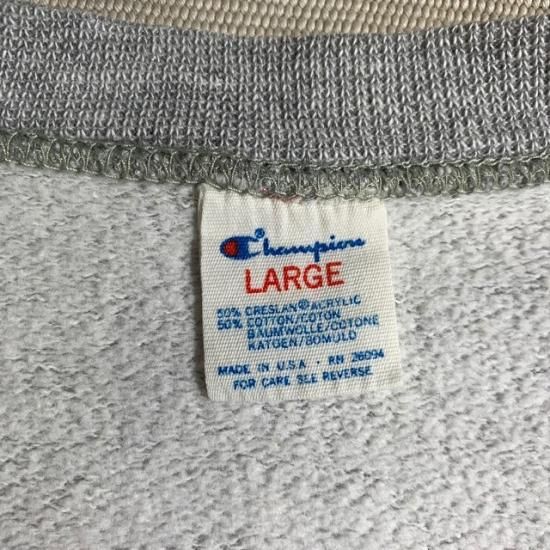 Champion®
LARGE
50% CRESLAN® ACRYLIC
50% COTTON/COTON
BAUMWOLLE/COTONE
KATOEN/BOMULD
MADE IN U.S.A. · RN 26094
FOR CARE SEE REVERSE